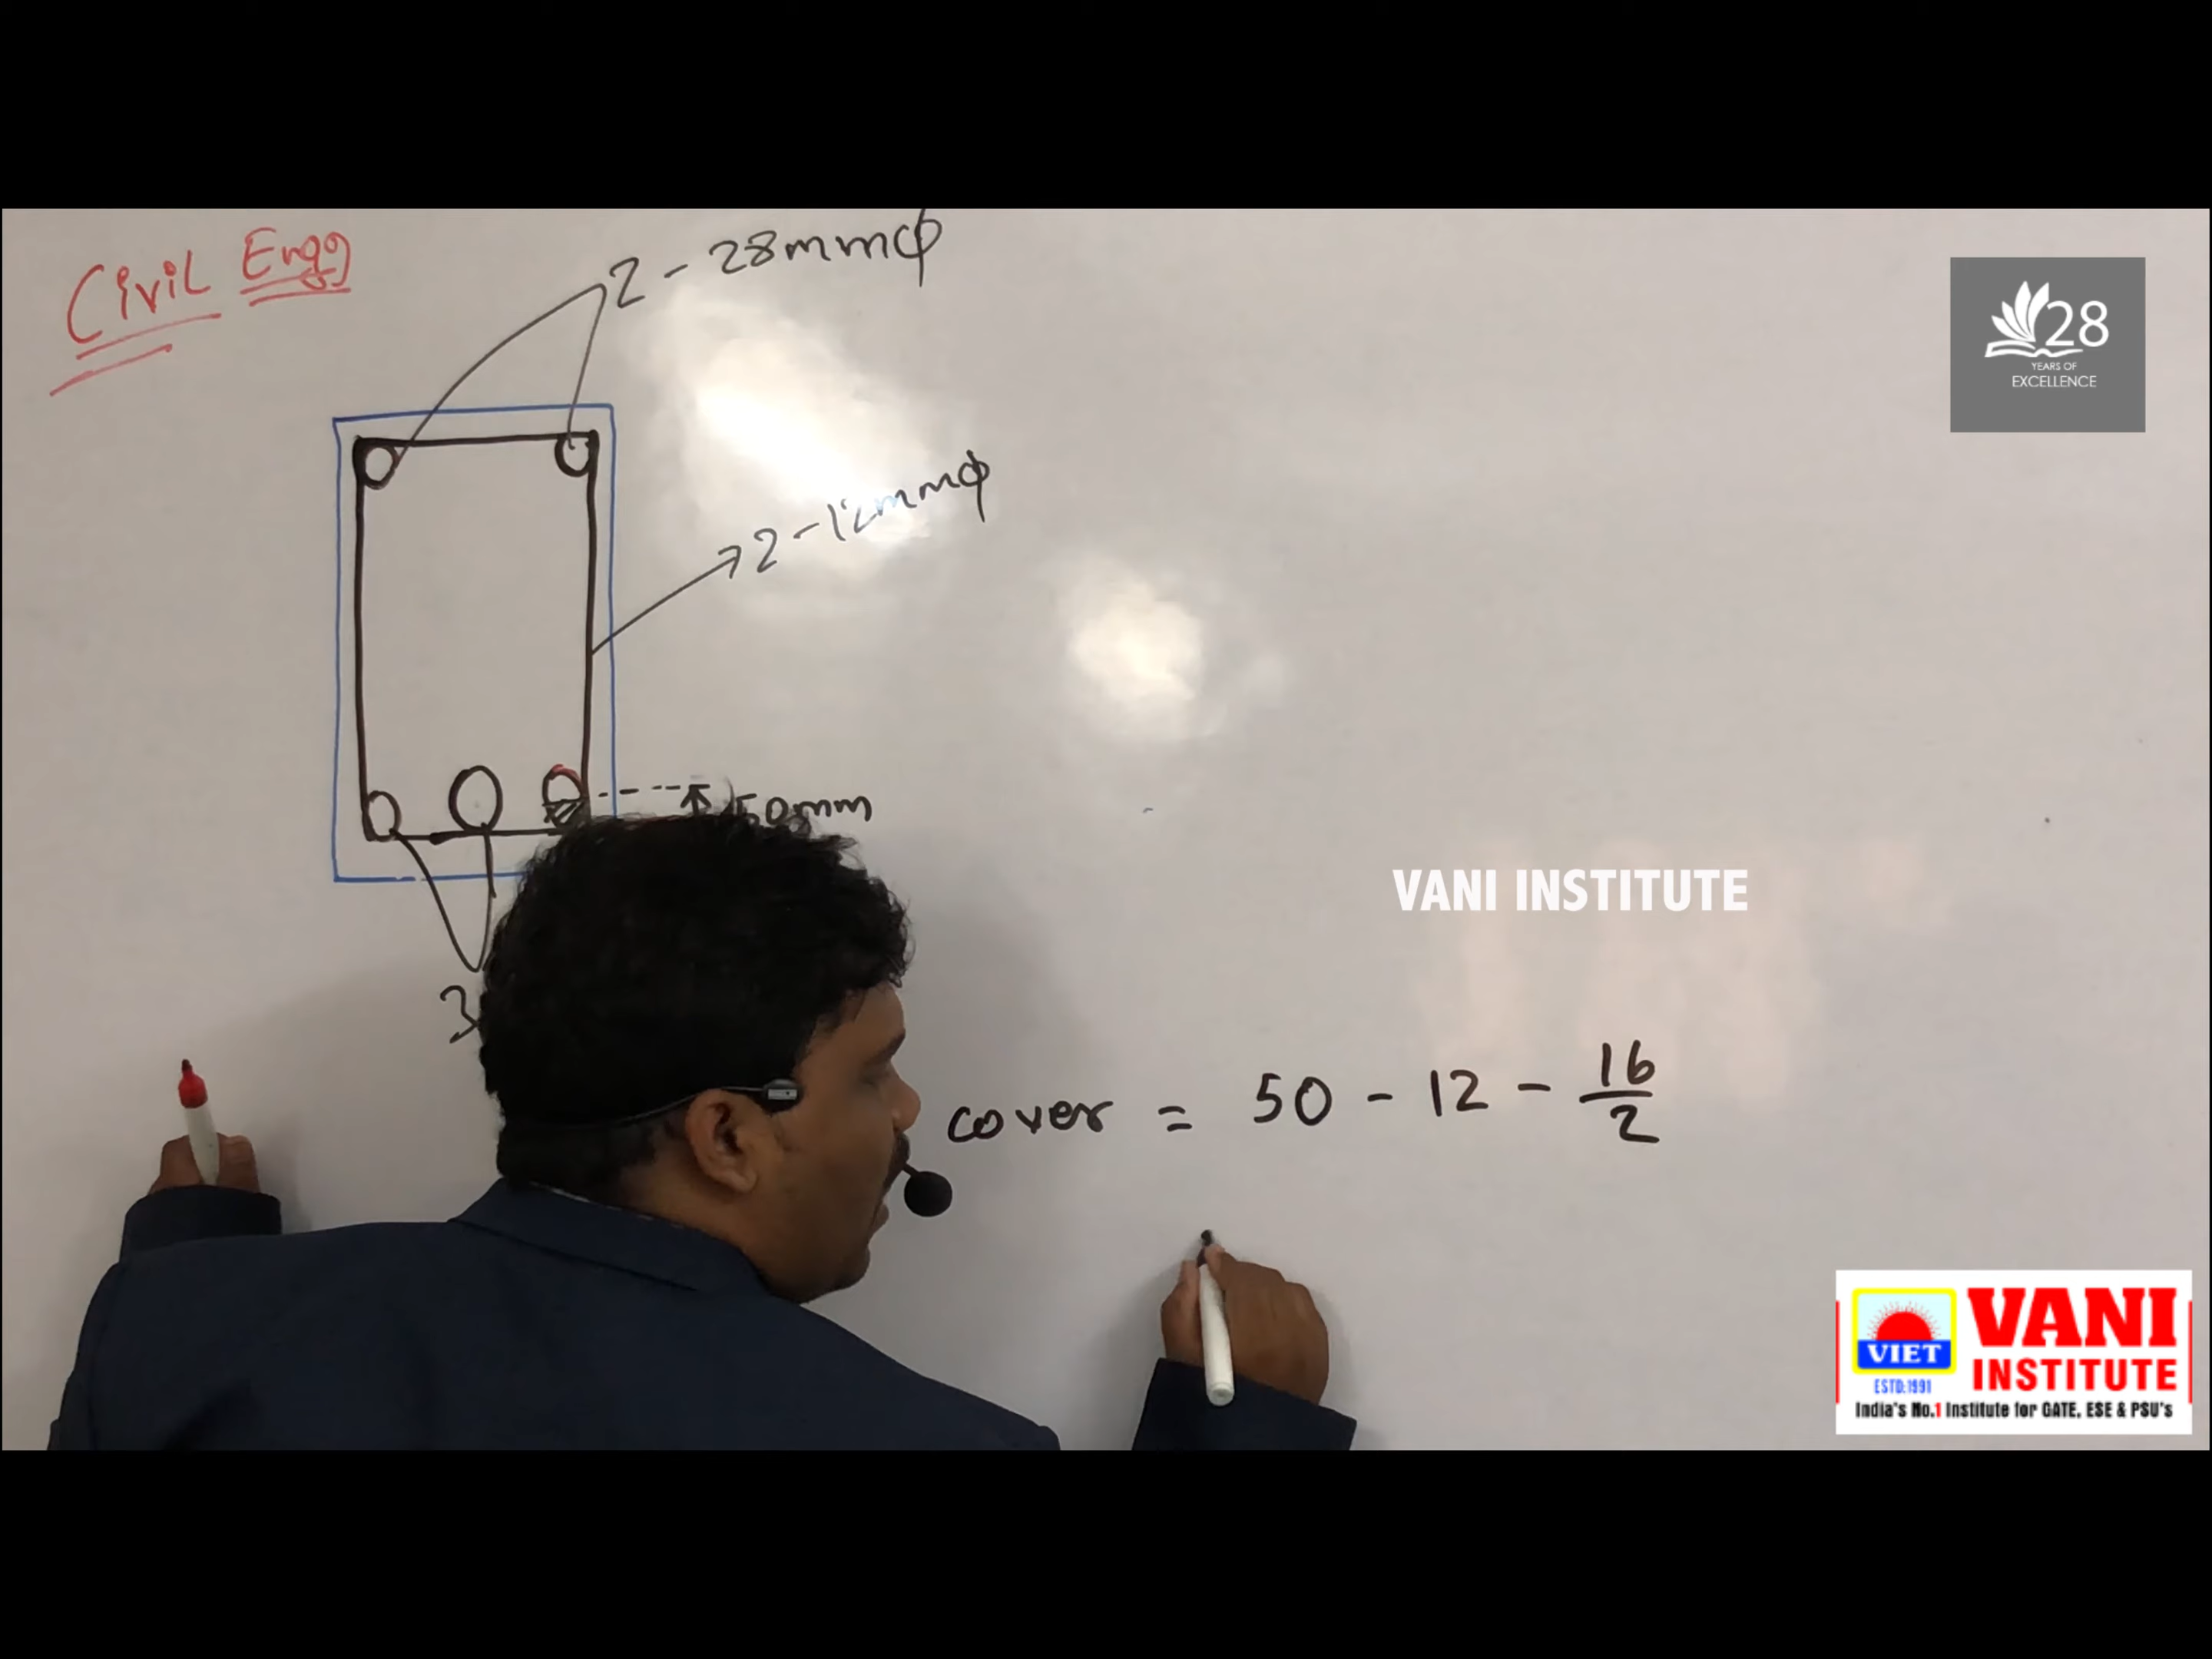 Civil Engg
2 - 28mmϕ
28
YEARS OF
EXCELLENCE
2 - 12mmϕ
50mm
VANI INSTITUTE
3
cover = 50 - 12 - 16/2
VIET
ESTD:1991
VANI
INSTITUTE
India's No.1 Institute for GATE, ESE & PSU's